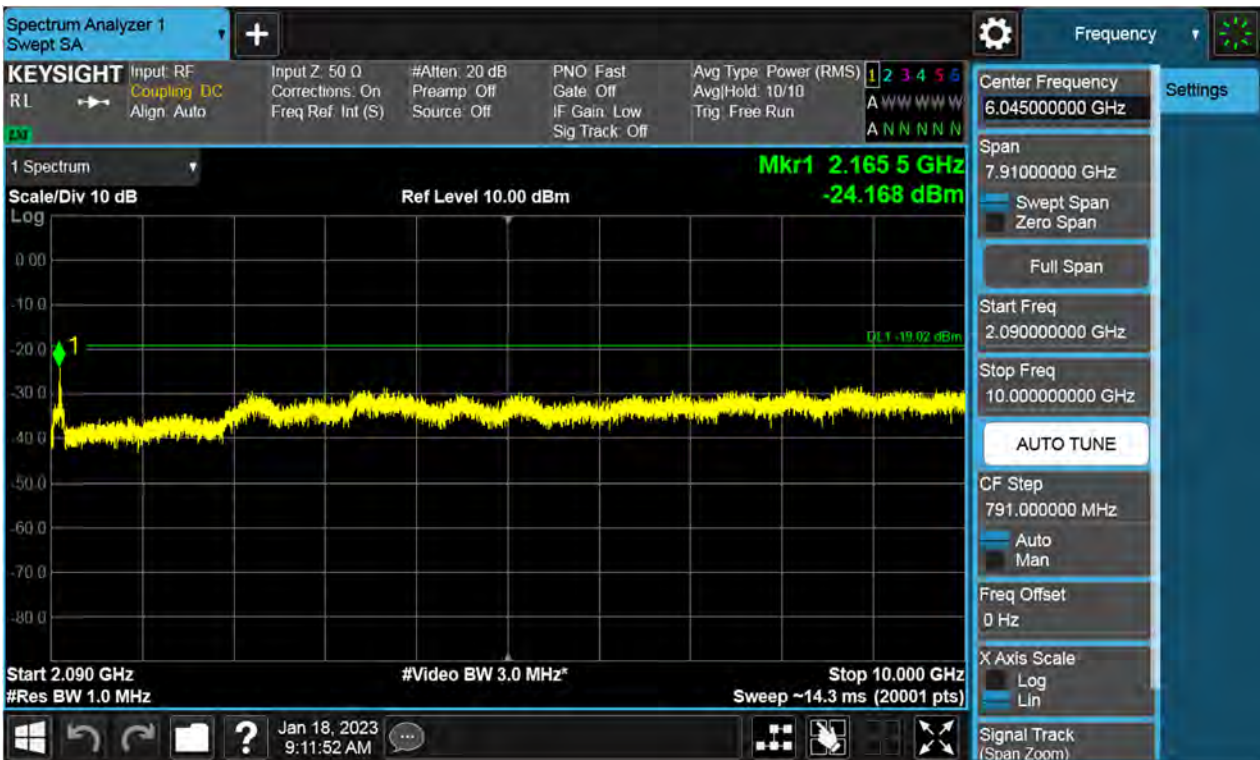 Spectrum Analyzer 1
Swept SA
+
Frequency
KEYSIGHT
RL
Input: RF
Coupling: DC
Align: Auto
Input Z: 50 Ω
Corrections: On
Freq Ref: Int (S)
#Atten: 20 dB
Preamp: Off
Source: Off
PNO: Fast
Gate: Off
IF Gain: Low
Sig Track: Off
Avg Type: Power (RMS)
Avg|Hold: 10/10
Trig: Free Run
1 2 3 4 5 6
A W W W W W
A N N N N N
Center Frequency
6.045000000 GHz
Settings
Span
7.91000000 GHz
Swept Span
Zero Span
Full Span
Start Freq
2.090000000 GHz
Stop Freq
10.000000000 GHz
AUTO TUNE
CF Step
791.000000 MHz
Auto
Man
Freq Offset
0 Hz
X Axis Scale
Log
Lin
Signal Track
(Span Zoom)
1 Spectrum
Mkr1 2.165 5 GHz
-24.168 dBm
Scale/Div 10 dB
Ref Level 10.00 dBm
Log
0.00
-10.0
-20.0
1
DL1 -19.02 dBm
-30.0
-40.0
-50.0
-60.0
-70.0
-80.0
Start 2.090 GHz
#Video BW 3.0 MHz*
Stop 10.000 GHz
#Res BW 1.0 MHz
Sweep ~14.3 ms (20001 pts)
?
Jan 18, 2023
9:11:52 AM